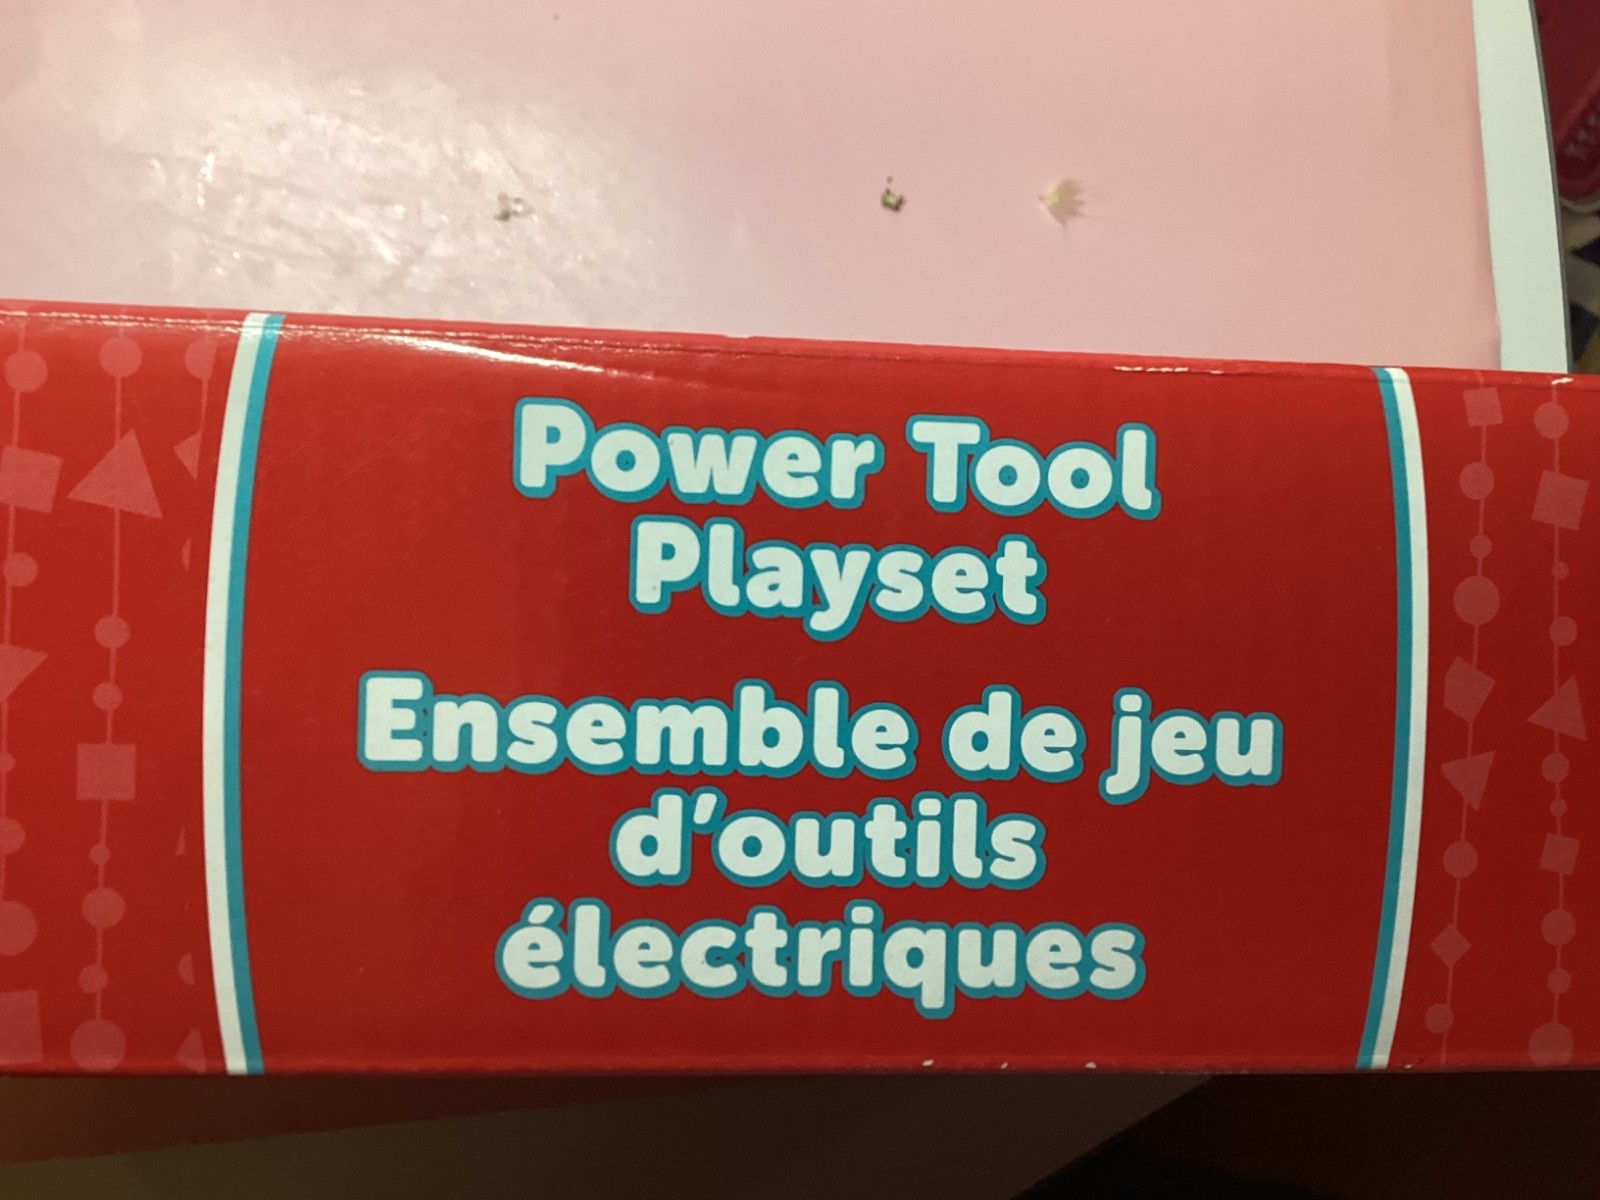 Power Tool
Playset
Ensemble de jeu
d'outils
électriques